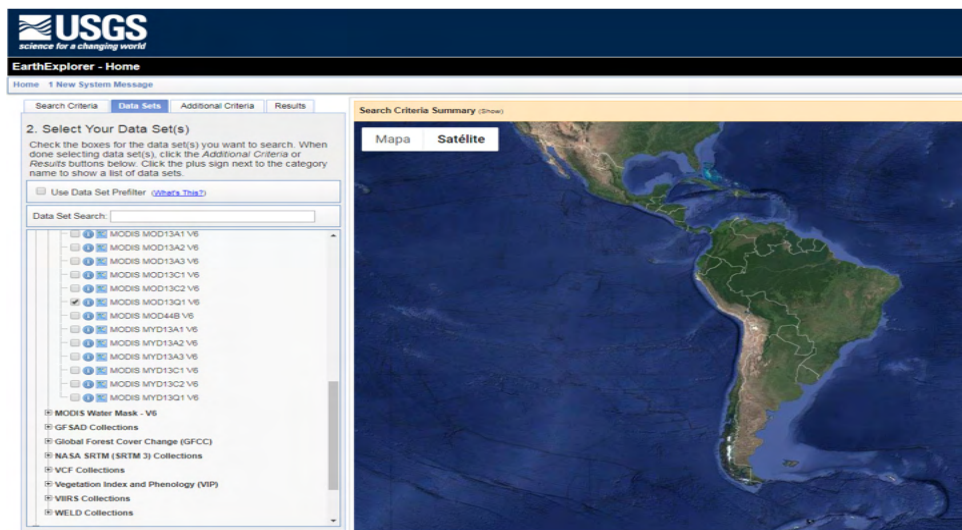 USGS
science for a changing world
EarthExplorer - Home
Home 1 New System Message
Search Criteria Data Sets Additional Criteria Results
2. Select Your Data Set(s)
Check the boxes for the data set(s) you want to search. When
done selecting data set(s), click the Additional Criteria or
Results buttons below. Click the plus sign next to the category
name to show a list of data sets.
Use Data Set Prefilter (What's This?)
Data Set Search:
MODIS MOD13A1 V6
MODIS MOD13A2 V6
MODIS MOD13A3 V6
MODIS MOD13C1 V6
MODIS MOD13C2 V6
MODIS MOD13Q1 V6
MODIS MOD44B V6
MODIS MYD13A1 V6
MODIS MYD13A2 V6
MODIS MYD13A3 V6
MODIS MYD13C1 V6
MODIS MYD13C2 V6
MODIS MYD13Q1 V6
MODIS Water Mask - V6
GFSAD Collections
Global Forest Cover Change (GFCC)
NASA SRTM (SRTM 3) Collections
VCF Collections
Vegetation Index and Phenology (VIP)
VIIRS Collections
WELD Collections
Search Criteria Summary (Show)
Mapa Satélite